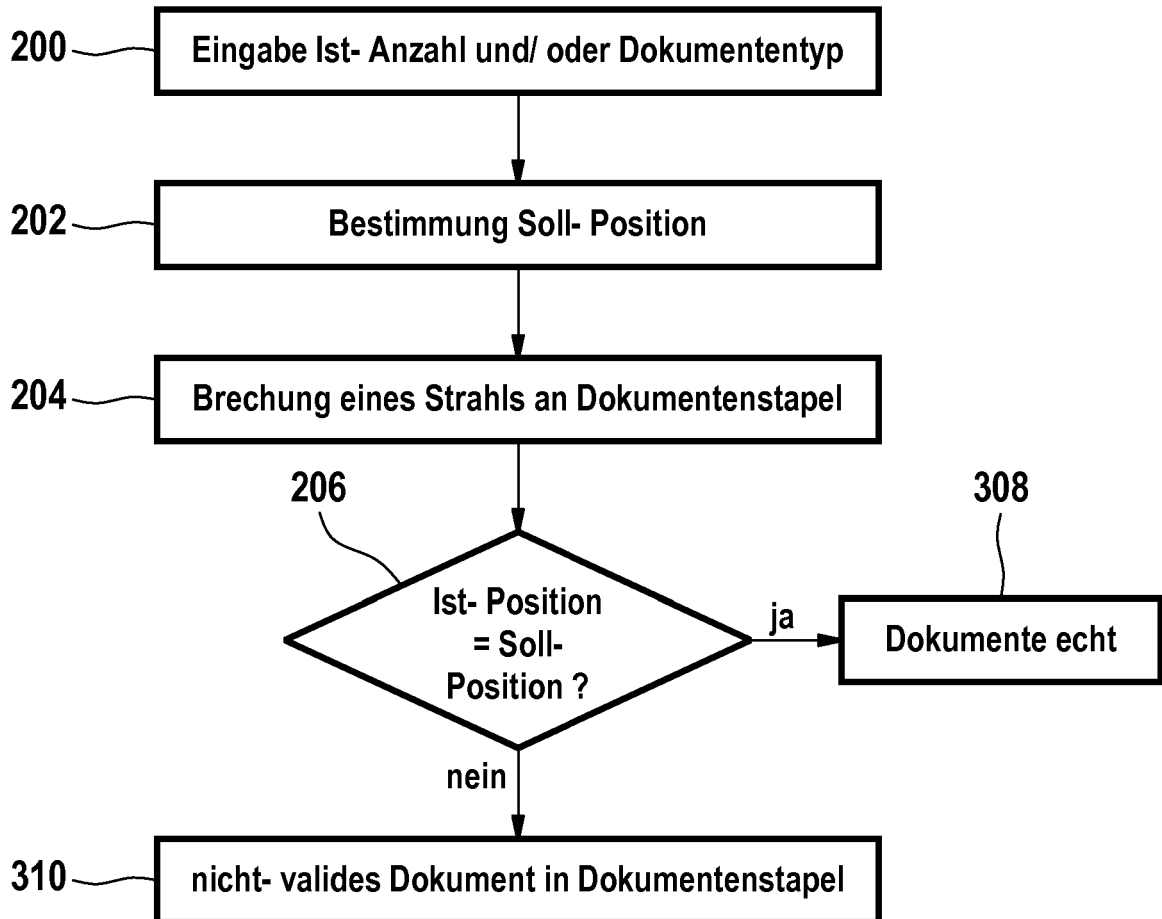 200
Eingabe Ist- Anzahl und/ oder Dokumententyp
202
Bestimmung Soll- Position
204
Brechung eines Strahls an Dokumentenstapel
206
308
Ist- Position
= Soll-
Position ?
ja
Dokumente echt
nein
310
nicht- valides Dokument in Dokumentenstapel